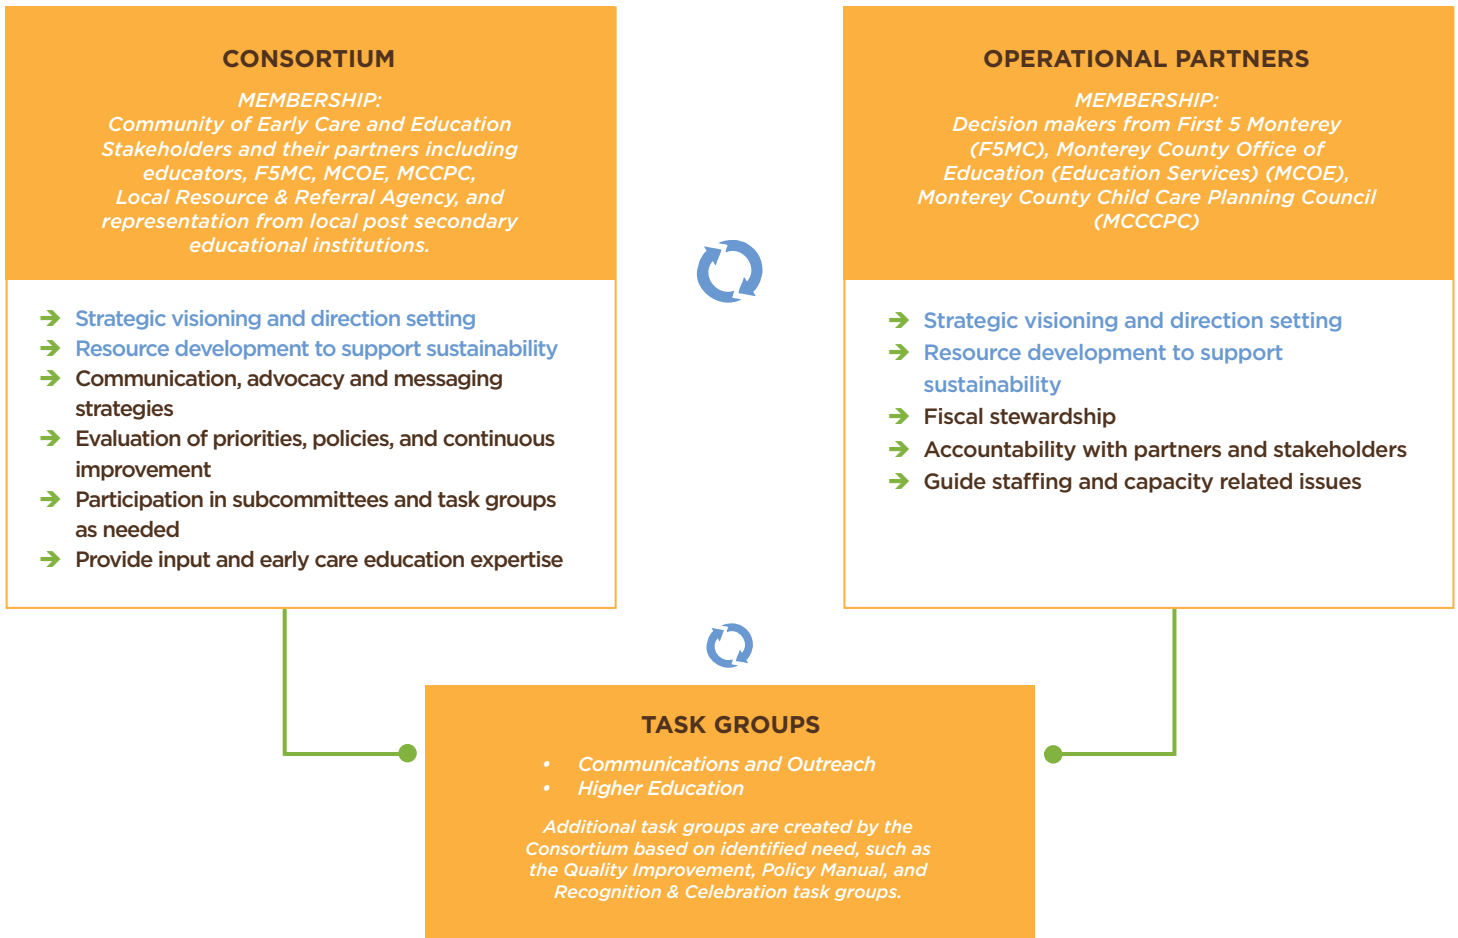 CONSORTIUM
MEMBERSHIP:
Community of Early Care and Education
Stakeholders and their partners including
educators, F5MC, MCOE, MCCPC,
Local Resource & Referral Agency, and
representation from local post secondary
educational institutions.
➔ Strategic visioning and direction setting
➔ Resource development to support sustainability
➔ Communication, advocacy and messaging
strategies
➔ Evaluation of priorities, policies, and continuous
improvement
➔ Participation in subcommittees and task groups
as needed
➔ Provide input and early care education expertise
OPERATIONAL PARTNERS
MEMBERSHIP:
Decision makers from First 5 Monterey
(F5MC), Monterey County Office of
Education (Education Services) (MCOE),
Monterey County Child Care Planning Council
(MCCCPC)
➔ Strategic visioning and direction setting
➔ Resource development to support
sustainability
➔ Fiscal stewardship
➔ Accountability with partners and stakeholders
➔ Guide staffing and capacity related issues
TASK GROUPS
• Communications and Outreach
• Higher Education
Additional task groups are created by the
Consortium based on identified need, such as
the Quality Improvement, Policy Manual, and
Recognition & Celebration task groups.